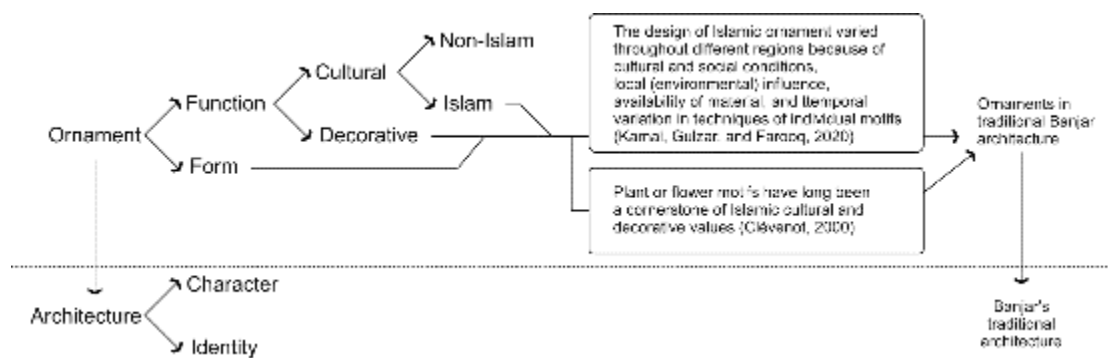 Ornament
Function
Form
Cultural
Decorative
Non-Islam
Islam
The design of Islamic ornament varied
throughout different regions because of
cultural and social conditions,
local (environmental) influence,
availability of material, and ttemporal
variation in techniques of individual motifs
(Kamal, Gulzar, and Farooq, 2020)
Plant or flower motifs have long been
a cornerstone of Islamic cultural and
decorative values (Clévenot, 2000)
Ornaments in
traditional Banjar
architecture
Architecture
Character
Identity
Banjar's
traditional
architecture